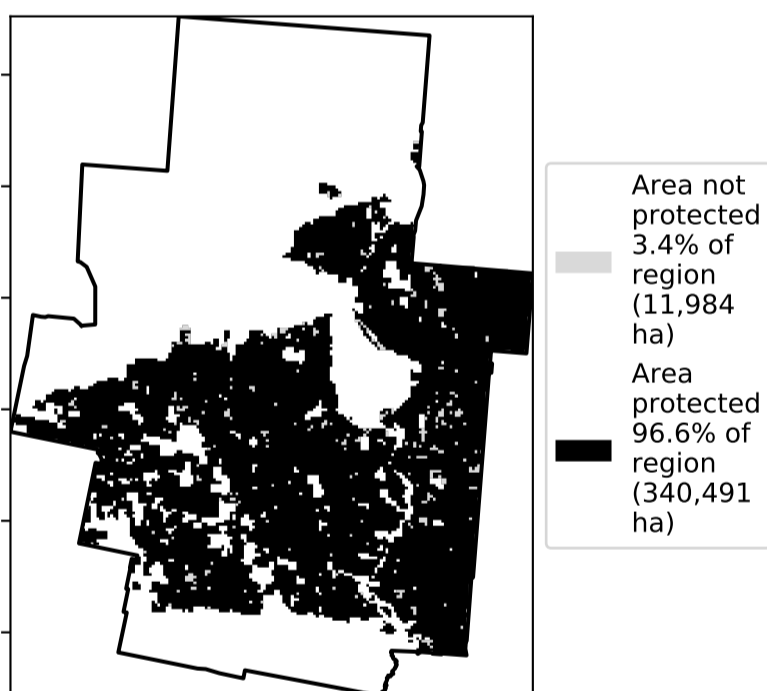 Area not
protected
3.4% of
region
(11,984
ha)
Area
protected
96.6% of
region
(340,491
ha)